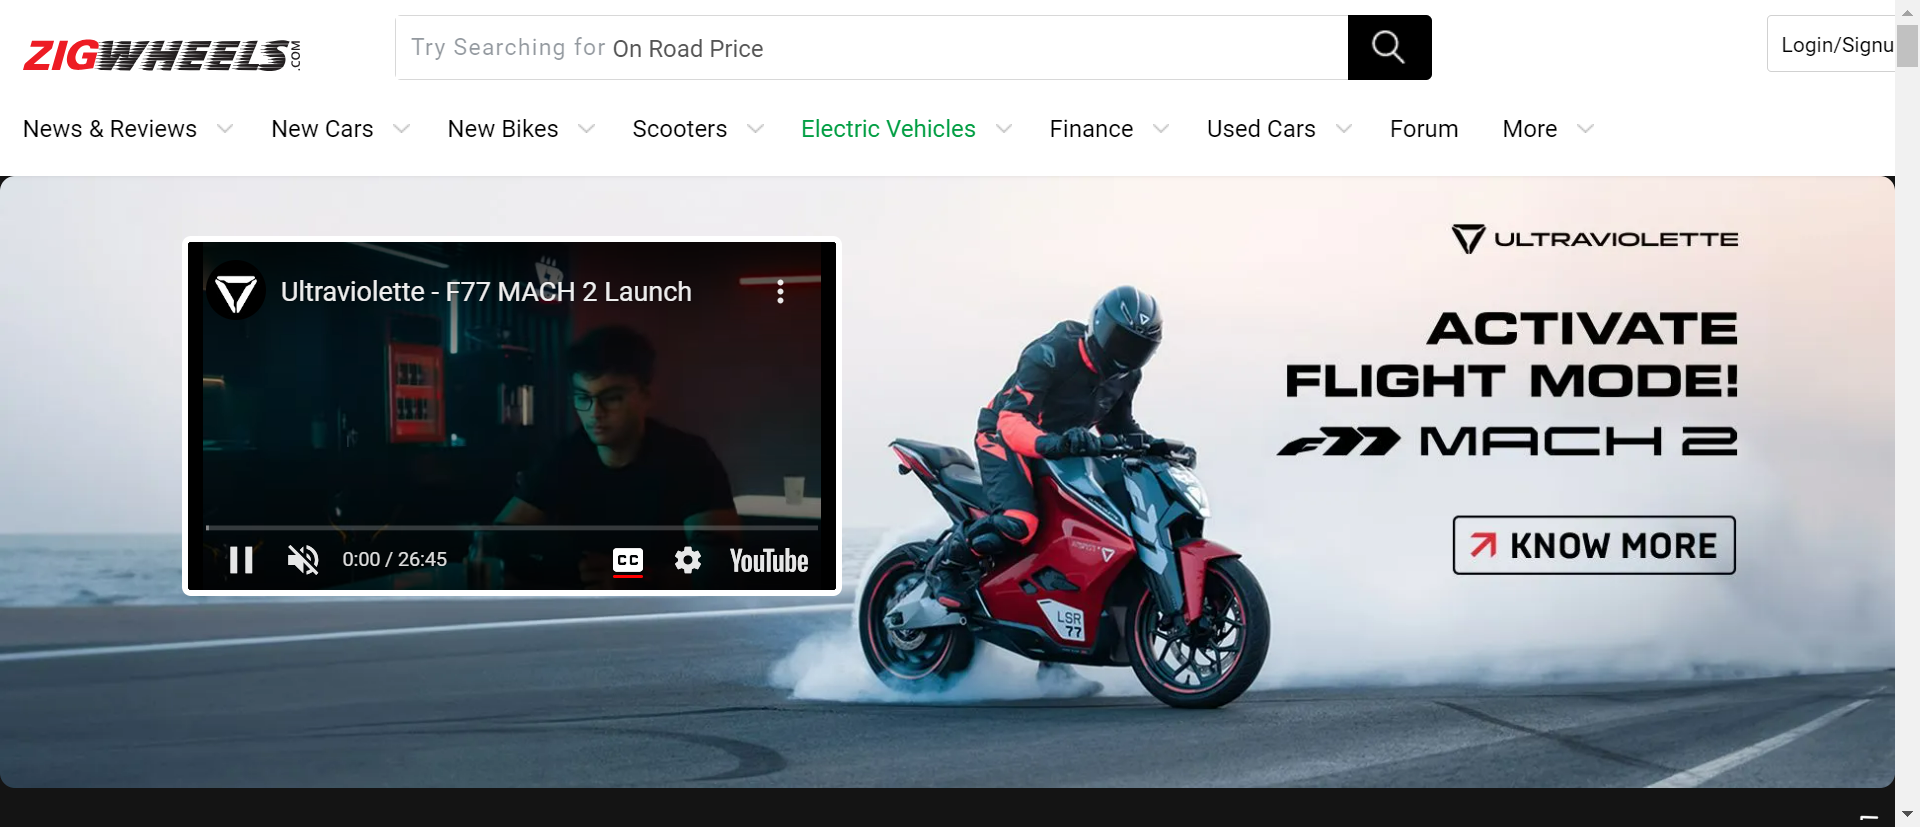 ZIGWHEELS.COM
Try Searching for On Road Price
Login/Signu
News & Reviews
New Cars
New Bikes
Scooters
Electric Vehicles
Finance
Used Cars
Forum
More
Ultraviolette - F77 MACH 2 Launch
0:00 / 26:45
CC
YouTube
ULTRAVIOLETTE
ACTIVATE
FLIGHT MODE!
F77 MACH 2
KNOW MORE
LSR
77